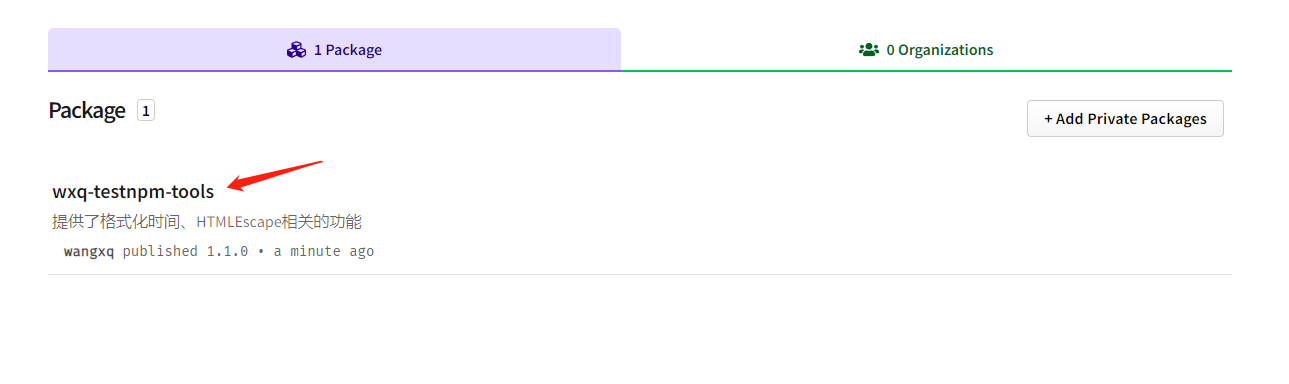 1 Package
0 Organizations
Package 1
+ Add Private Packages
wxq-testnpm-tools
提供了格式化时间、HTMLEscape相关的功能
wangxq published 1.1.0 • a minute ago